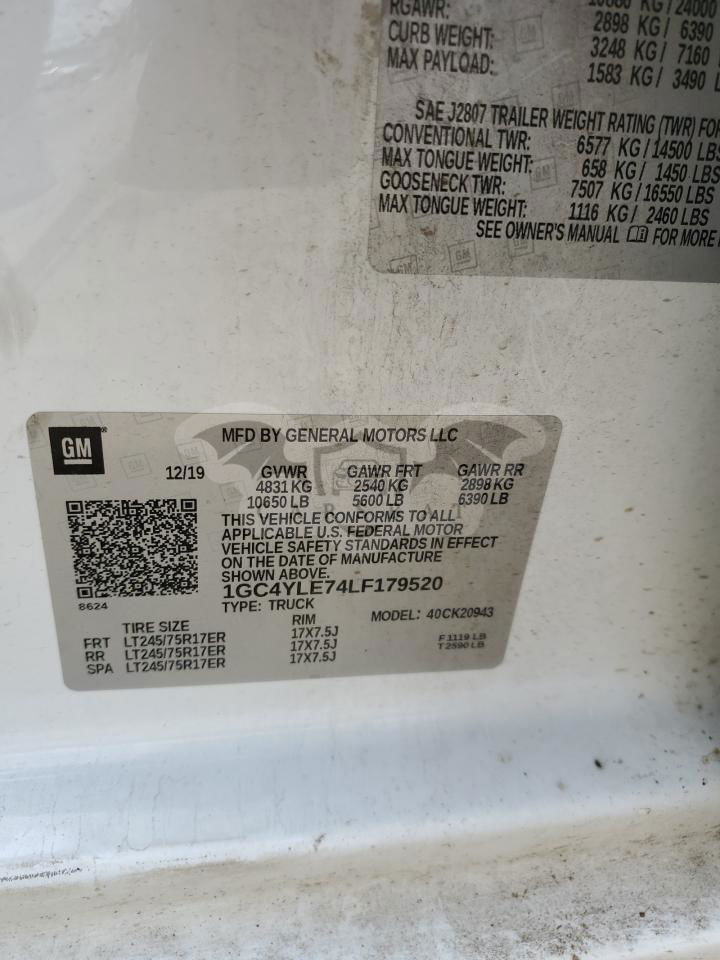 RGAWR:
KG/24000
2898 KG/ 6390
CURB WEIGHT: 3248 KG/ 7160
MAX PAYLOAD: 1583 KG/ 3490
SAE J2807 TRAILER WEIGHT RATING (TWR) FOR
CONVENTIONAL TWR: 6577 KG/14500 LBS
MAX TONGUE WEIGHT: 658 KG/ 1450 LBS
GOOSENECK TWR: 7507 KG/16550 LBS
MAX TONGUE WEIGHT: 1116 KG/ 2460 LBS
SEE OWNER'S MANUAL FOR MORE
GM
MFD BY GENERAL MOTORS LLC
12/19 GVWR GAWR FRT GAWR RR
4831 KG 2540 KG 2898 KG
10650 LB 5600 LB 6390 LB
THIS VEHICLE CONFORMS TO ALL
APPLICABLE U.S. FEDERAL MOTOR
VEHICLE SAFETY STANDARDS IN EFFECT
ON THE DATE OF MANUFACTURE
SHOWN ABOVE.
1GC4YLE74LF179520
8624
TYPE: TRUCK MODEL: 40CK20943
TIRE SIZE RIM
FRT LT245/75R17ER 17X7.5J F1119 LB
RR LT245/75R17ER 17X7.5J T2590 LB
SPA LT245/75R17ER 17X7.5J